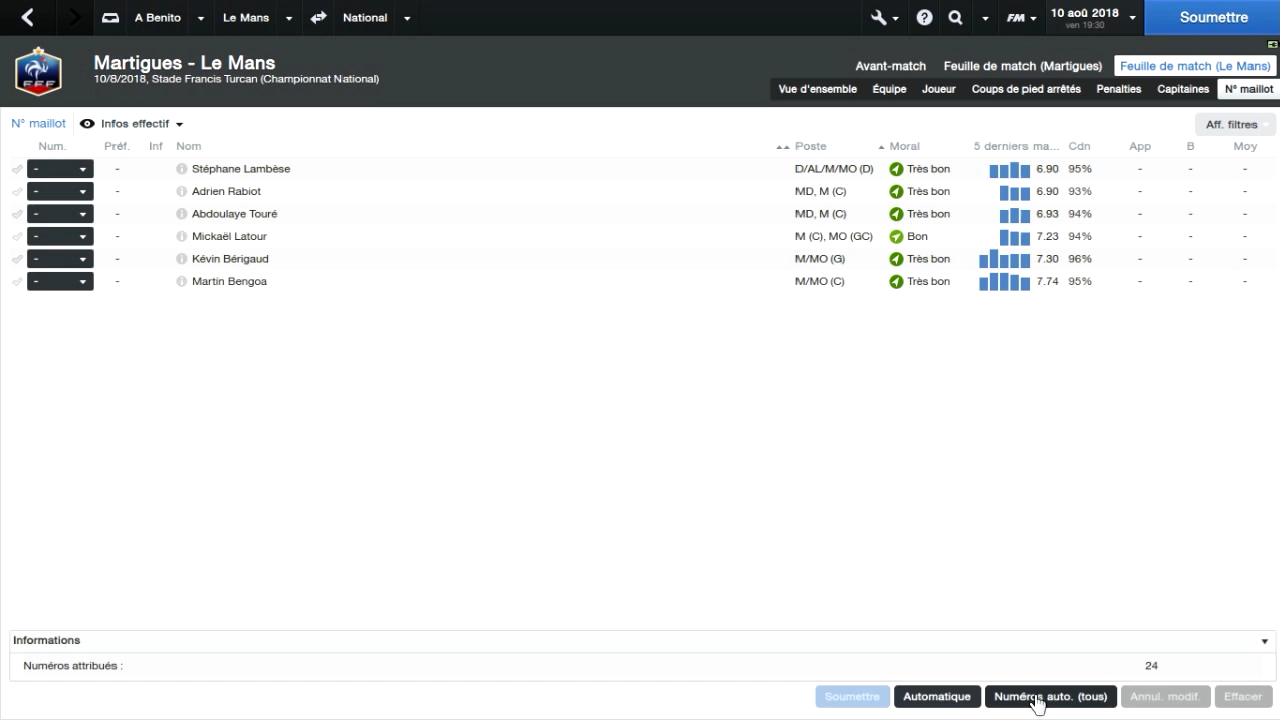 A Benito Le Mans National FM 10 aoû 2018 Soumettre
ven 19:30
Martigues - Le Mans
10/8/2018, Stade Francis Turcan (Championnat National)
FFF
Avant-match Feuille de match (Martigues) Feuille de match (Le Mans)
Vue d'ensemble Équipe Joueur Coups de pied arrêtés Penalties Capitaines N° maillot
N° maillot Infos effectif Aff. filtres
Num. Préf. Inf Nom Poste Moral 5 derniers ma... Cdn App B Moy
- - Stéphane Lambèse D/AL/M/MO (D) Très bon 6.90 95% - - -
- - Adrien Rabiot MD, M (C) Très bon 6.90 93% - - -
- - Abdoulaye Touré MD, M (C) Très bon 6.93 94% - - -
- - Mickaël Latour M (C), MO (GC) Bon 7.23 94% - - -
- - Kévin Bérigaud M/MO (G) Très bon 7.30 96% - - -
- - Martin Bengoa M/MO (C) Très bon 7.74 95% - - -
Informations
Numéros attribués : 24
Soumettre Automatique Numéros auto. (tous) Annul. modif. Effacer